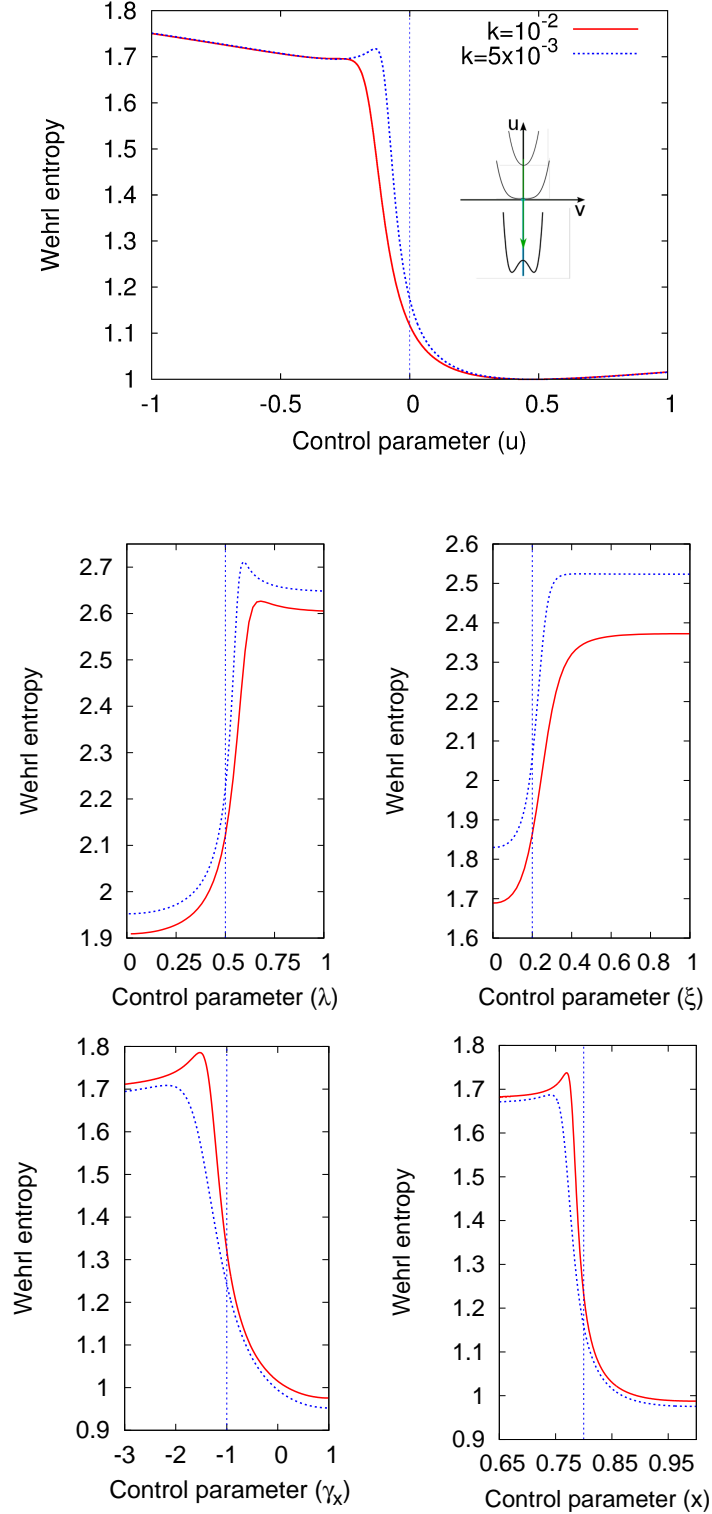 1.8
1.7
1.6
1.5
1.4
1.3
1.2
1.1
1
Wehrl entropy
k=10⁻²
k=5x10⁻³
u
v
-1 -0.5 0 0.5 1
Control parameter (u)
2.7
2.6
2.5
2.4
2.3
2.2
2.1
2
1.9
Wehrl entropy
0 0.25 0.5 0.75 1
Control parameter (λ)
2.6
2.5
2.4
2.3
2.2
2.1
2
1.9
1.8
1.7
1.6
Wehrl entropy
0 0.2 0.4 0.6 0.8 1
Control parameter (ξ)
1.8
1.7
1.6
1.5
1.4
1.3
1.2
1.1
1
0.9
Wehrl entropy
-3 -2 -1 0 1
Control parameter (γₓ)
1.8
1.7
1.6
1.5
1.4
1.3
1.2
1.1
1
0.9
Wehrl entropy
0.65 0.75 0.85 0.95
Control parameter (x)